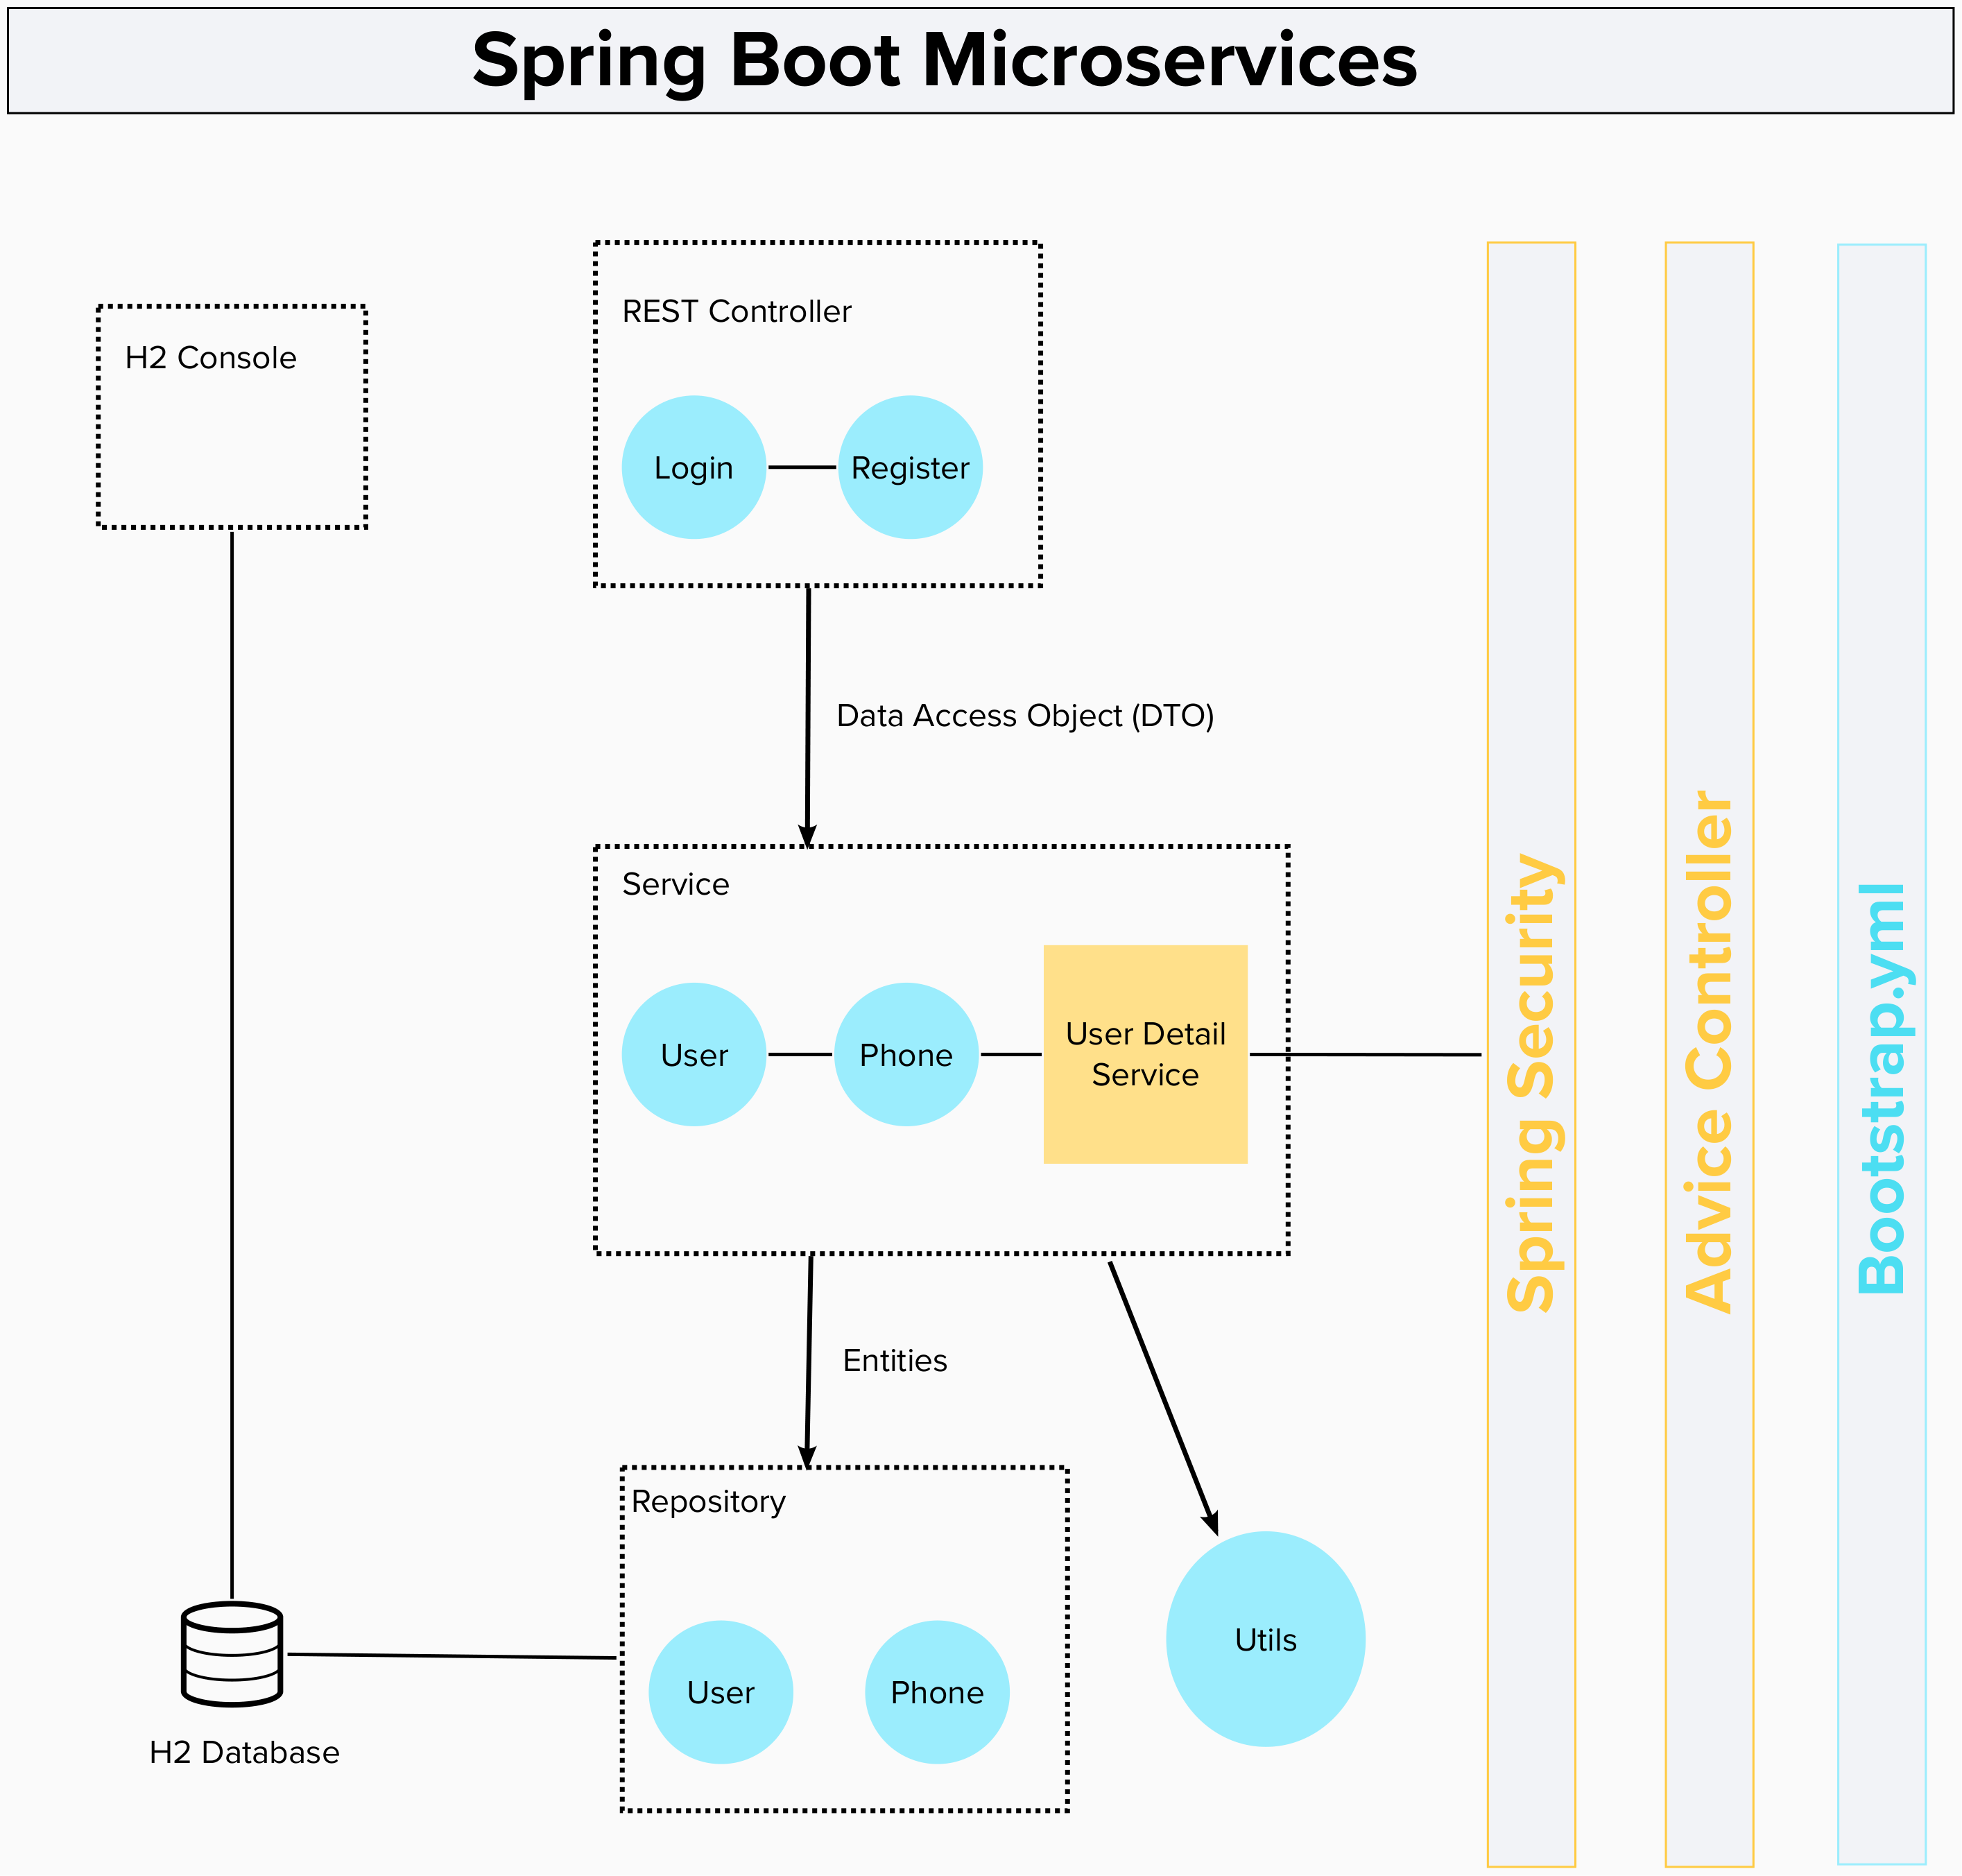 Spring Boot Microservices
H2 Console
REST Controller
Login
Register
Data Access Object (DTO)
Service
User
Phone
User Detail
Service
Entities
Repository
User
Phone
Utils
H2 Database
Spring Security
Advice Controller
Bootstrap.yml